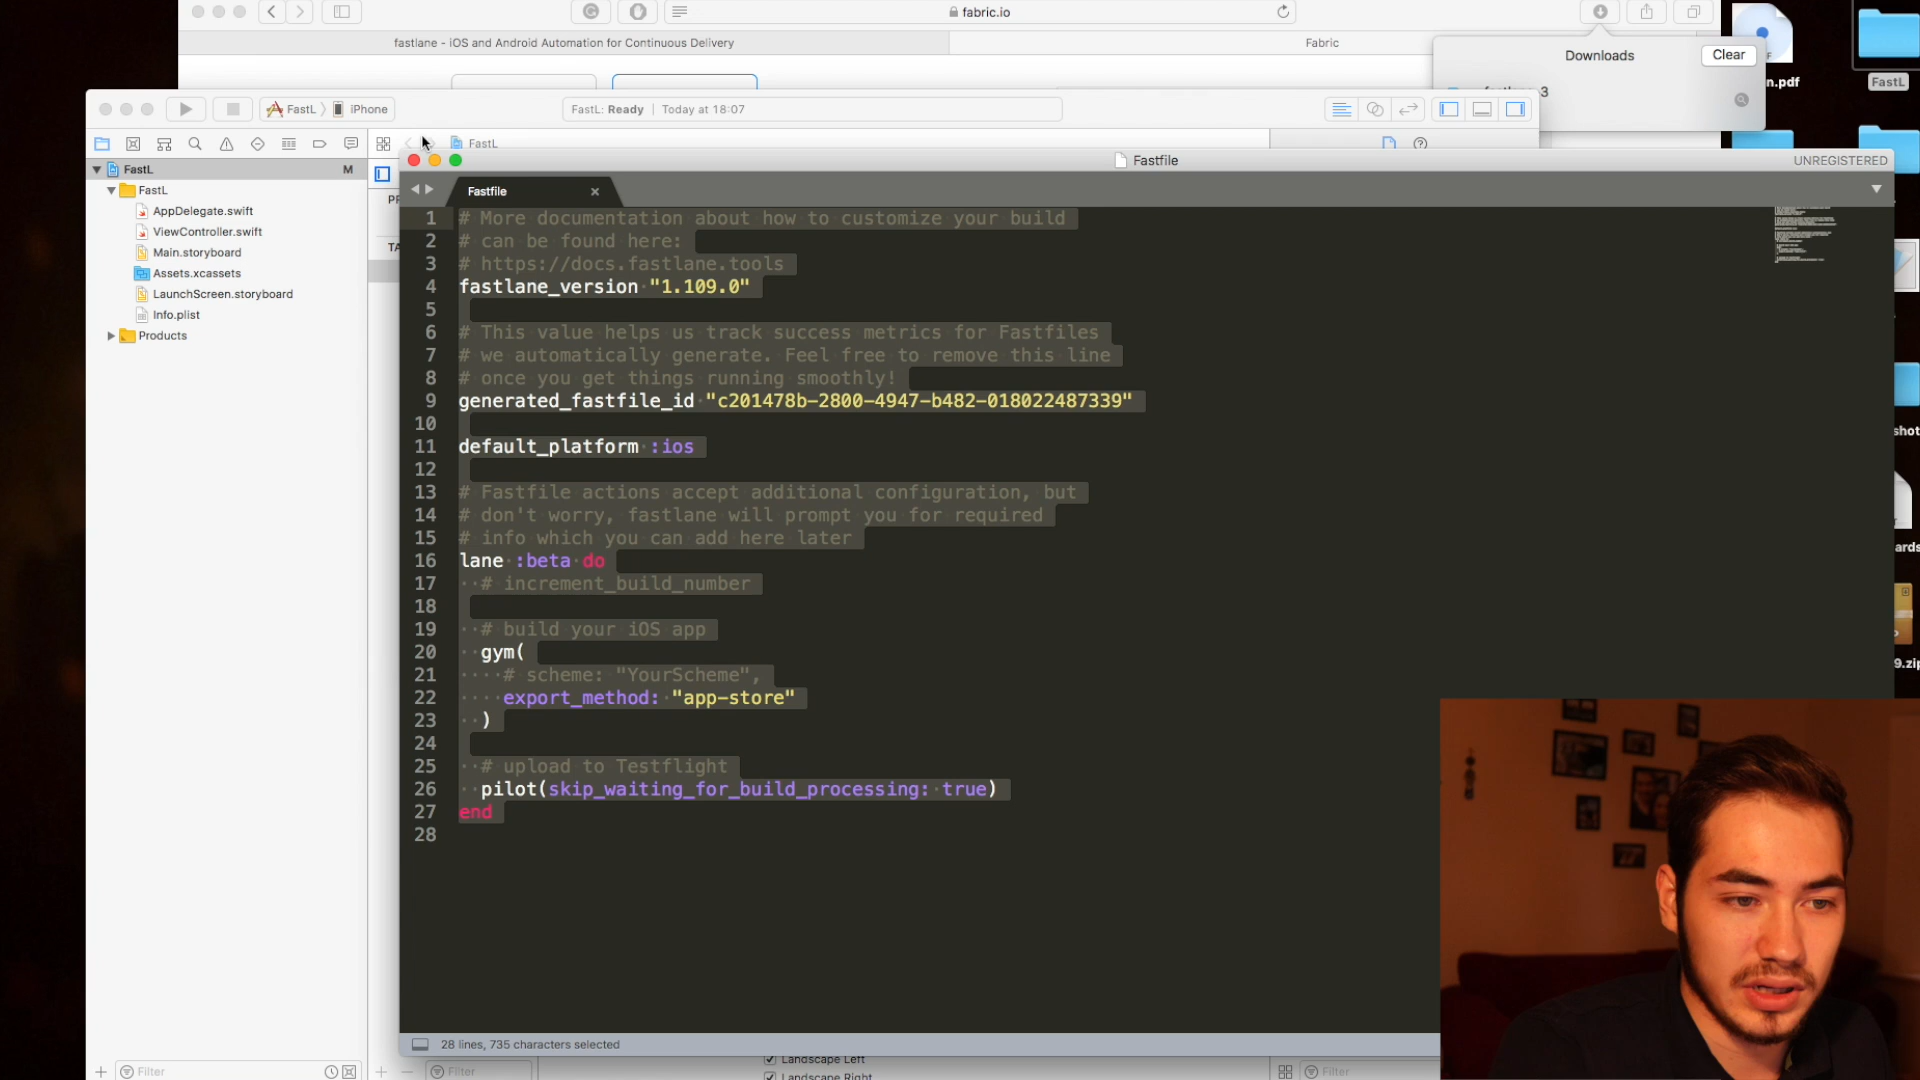 fabric.io
fastlane - iOS and Android Automation for Continuous Delivery
Fabric
Downloads
Clear
n.pdf
FastL
FastL
iPhone
FastL: Ready | Today at 18:07
FastL
FastL
M
FastL
AppDelegate.swift
ViewController.swift
Main.storyboard
Assets.xcassets
LaunchScreen.storyboard
Info.plist
Products
Filter
Fastfile
UNREGISTERED
Fastfile
1 # More documentation about how to customize your build
2 # can be found here:
3 # https://docs.fastlane.tools
4 fastlane_version "1.109.0"
5
6 # This value helps us track success metrics for Fastfiles
7 # we automatically generate. Feel free to remove this line
8 # once you get things running smoothly!
9 generated_fastfile_id "c201478b-2800-4947-b482-018022487339"
10
11 default_platform :ios
12
13 # Fastfile actions accept additional configuration, but
14 # don't worry, fastlane will prompt you for required
15 # info which you can add here later
16 lane :beta do
17 # increment_build_number
18
19 # build your iOS app
20 gym(
21 # scheme: "YourScheme",
22 export_method: "app-store"
23 )
24
25 # upload to Testflight
26 pilot(skip_waiting_for_build_processing: true)
27 end
28
28 lines, 735 characters selected
Landscape Left
Landscape Right
Filter
Filter
shot
ards
9.zip